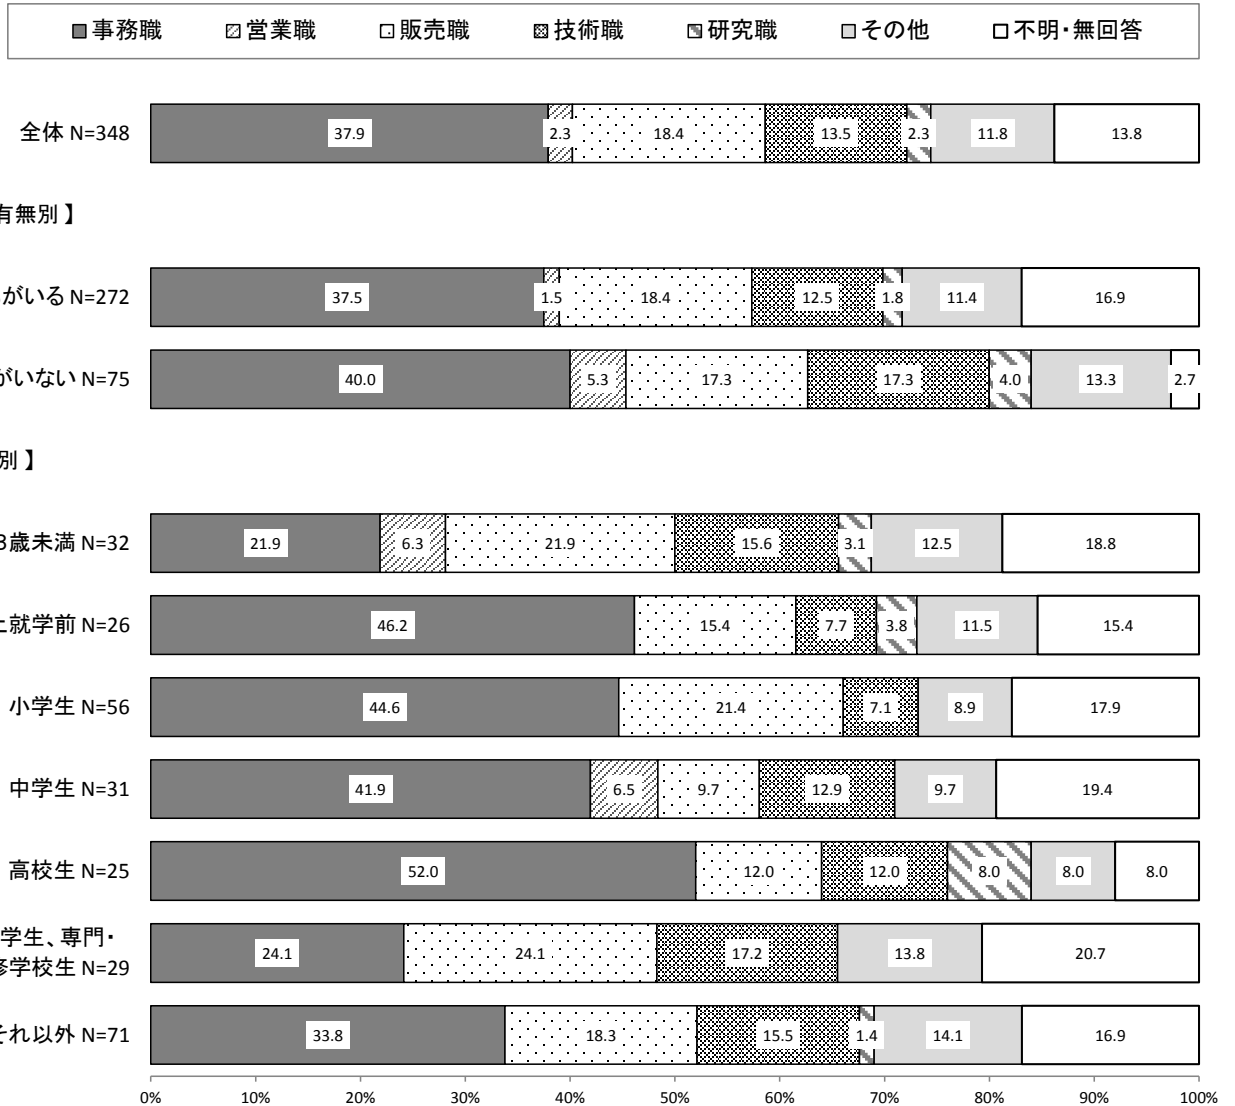 事務職 営業職 販売職 技術職 研究職 その他 不明・無回答
全体 N=348 37.9 2.3 18.4 13.5 2.3 11.8 13.8
有無別 】
がいる N=272 37.5 1.5 18.4 12.5 1.8 11.4 16.9
がいない N=75 40.0 5.3 17.3 17.3 4.0 13.3 2.7
別 】
3歳未満 N=32 21.9 6.3 21.9 15.6 3.1 12.5 18.8
就学前 N=26 46.2 15.4 7.7 3.8 11.5 15.4
小学生 N=56 44.6 21.4 7.1 8.9 17.9
中学生 N=31 41.9 6.5 9.7 12.9 9.7 19.4
高校生 N=25 52.0 12.0 12.0 8.0 8.0 8.0
学生、専門・
修学校生 N=29 24.1 24.1 17.2 13.8 20.7
それ以外 N=71 33.8 18.3 15.5 1.4 14.1 16.9
0% 10% 20% 30% 40% 50% 60% 70% 80% 90% 100%